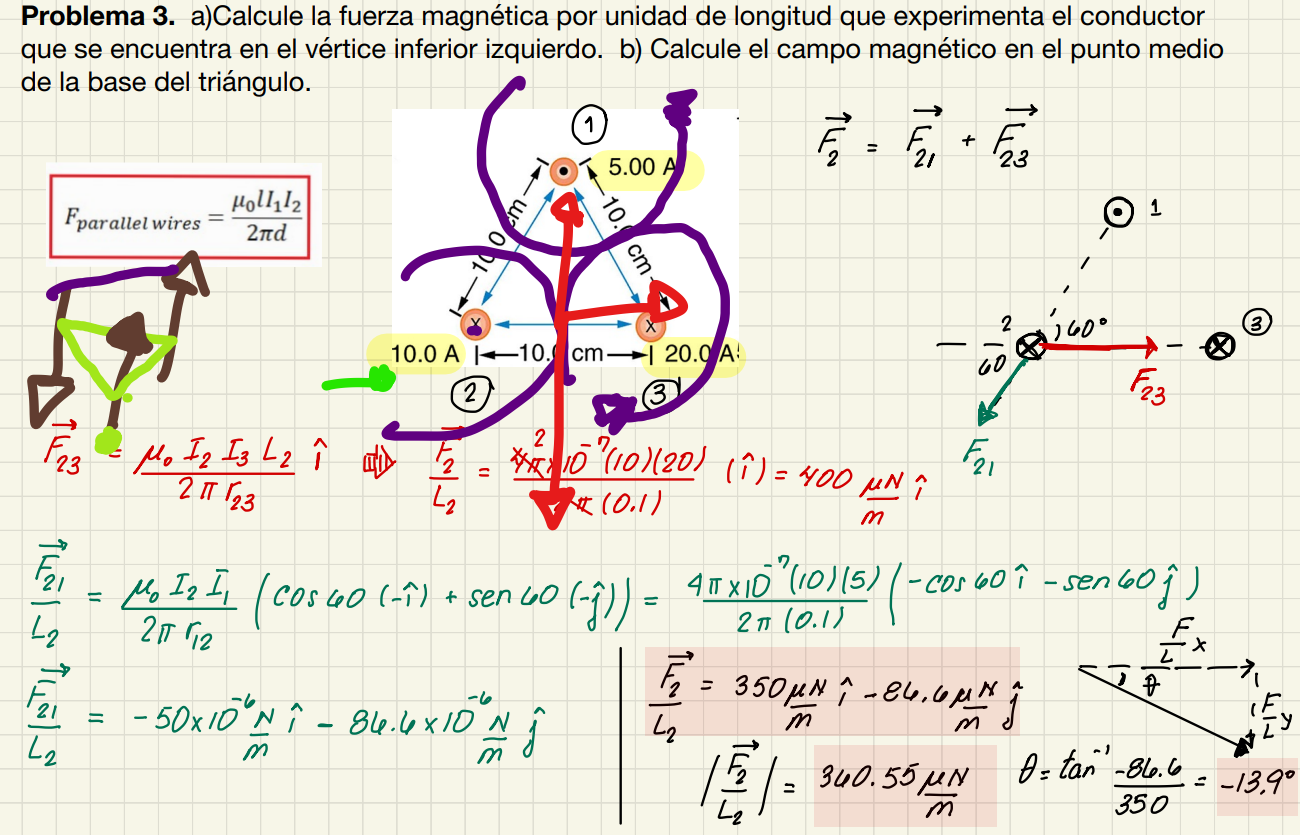 Problema 3. a)Calcule la fuerza magnética por unidad de longitud que experimenta el conductor
que se encuentra en el vértice inferior izquierdo. b) Calcule el campo magnético en el punto medio
de la base del triángulo.
F parallel wires = μ₀lI₁I₂ / 2πd
1
5.00 A
10.0 cm
10.0 cm
x
x
10.0 A
10.0 cm
20.0 A
2
3
F₂ = F₂₁ + F₂₃
1
2
60°
3
60
F₂₃
F₂₁
F₂₃ = μ₀ I₂ I₃ L₂ / 2π r₂₃ î ⇒ F₂/L₂ = 4π×10⁻⁷(10)(20) / 2π(0.1) (î) = 400 μN/m î
2
F₂₁/L₂ = μ₀ I₂ I₁ / 2π r₁₂ (cos 60 (-î) + sen 60 (-ĵ)) = 4π×10⁻⁷(10)(5) / 2π(0.1) (-cos 60 î - sen 60 ĵ)
F₂₁/L₂ = -50×10⁻⁶ N/m î - 86.6×10⁻⁶ N/m ĵ
F₂/L₂ = 350 μN/m î - 86.6 μN/m ĵ
F/L x
θ
F/L y
|F₂/L₂| = 360.55 μN/m
θ = tan⁻¹ -86.6/350 = -13.9°